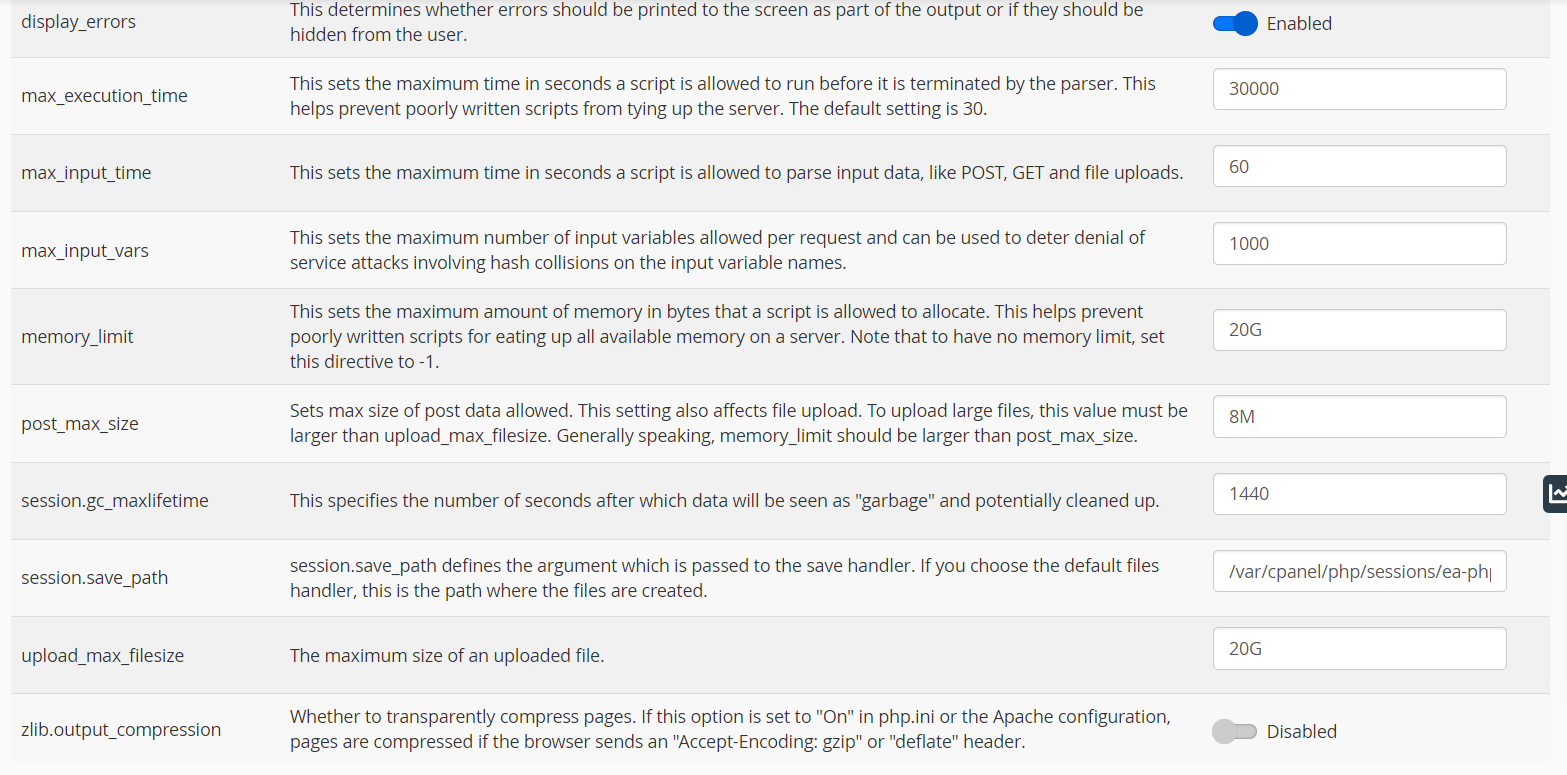 display_errors
This determines whether errors should be printed to the screen as part of the output or if they should be
hidden from the user.
Enabled
max_execution_time
This sets the maximum time in seconds a script is allowed to run before it is terminated by the parser. This
helps prevent poorly written scripts from tying up the server. The default setting is 30.
30000
max_input_time
This sets the maximum time in seconds a script is allowed to parse input data, like POST, GET and file uploads.
60
max_input_vars
This sets the maximum number of input variables allowed per request and can be used to deter denial of
service attacks involving hash collisions on the input variable names.
1000
memory_limit
This sets the maximum amount of memory in bytes that a script is allowed to allocate. This helps prevent
poorly written scripts for eating up all available memory on a server. Note that to have no memory limit, set
this directive to -1.
20G
post_max_size
Sets max size of post data allowed. This setting also affects file upload. To upload large files, this value must be
larger than upload_max_filesize. Generally speaking, memory_limit should be larger than post_max_size.
8M
session.gc_maxlifetime
This specifies the number of seconds after which data will be seen as "garbage" and potentially cleaned up.
1440
session.save_path
session.save_path defines the argument which is passed to the save handler. If you choose the default files
handler, this is the path where the files are created.
/var/cpanel/php/sessions/ea-php
upload_max_filesize
The maximum size of an uploaded file.
20G
zlib.output_compression
Whether to transparently compress pages. If this option is set to "On" in php.ini or the Apache configuration,
pages are compressed if the browser sends an "Accept-Encoding: gzip" or "deflate" header.
Disabled